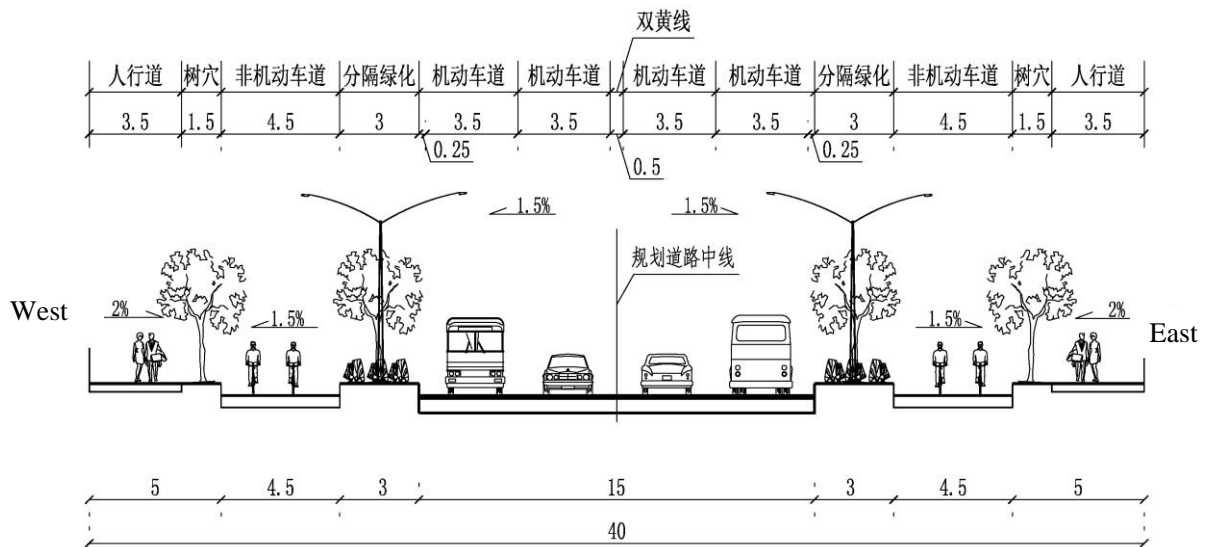 双黄线
人行道 树穴 非机动车道 分隔绿化 机动车道 机动车道 机动车道 机动车道 分隔绿化 非机动车道 树穴 人行道
3.5 1.5 4.5 3 3.5 3.5 3.5 3.5 3 4.5 1.5 3.5
0.25 0.5 0.25
1.5% 1.5%
规划道路中线
West 2% 1.5% 1.5% 2% East
5 4.5 3 15 3 4.5 5
40